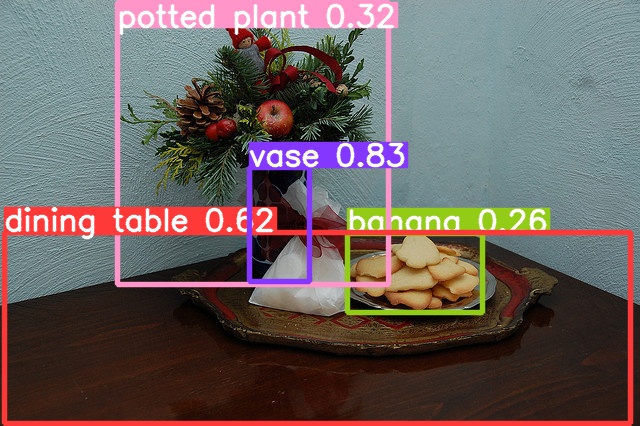 potted plant 0.32
vase 0.83
dining table 0.62
banana 0.26